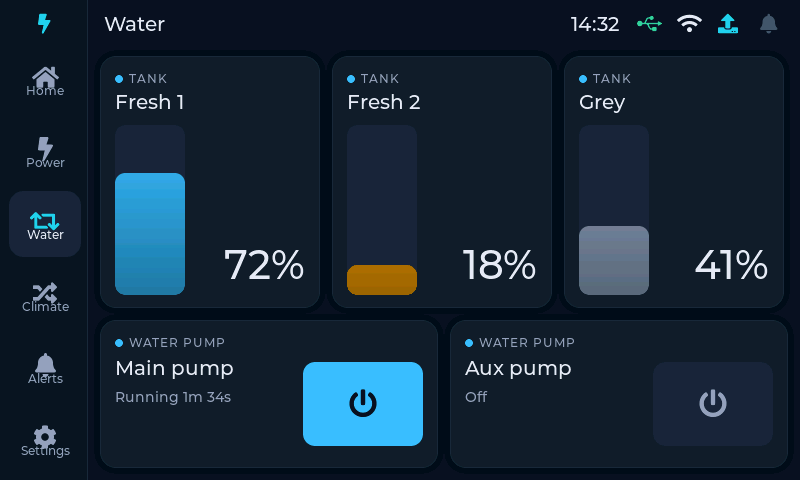 Water
14:32
Home
Power
Water
Climate
Alerts
Settings
TANK
Fresh 1
72%
TANK
Fresh 2
18%
TANK
Grey
41%
WATER PUMP
Main pump
Running 1m 34s
WATER PUMP
Aux pump
Off